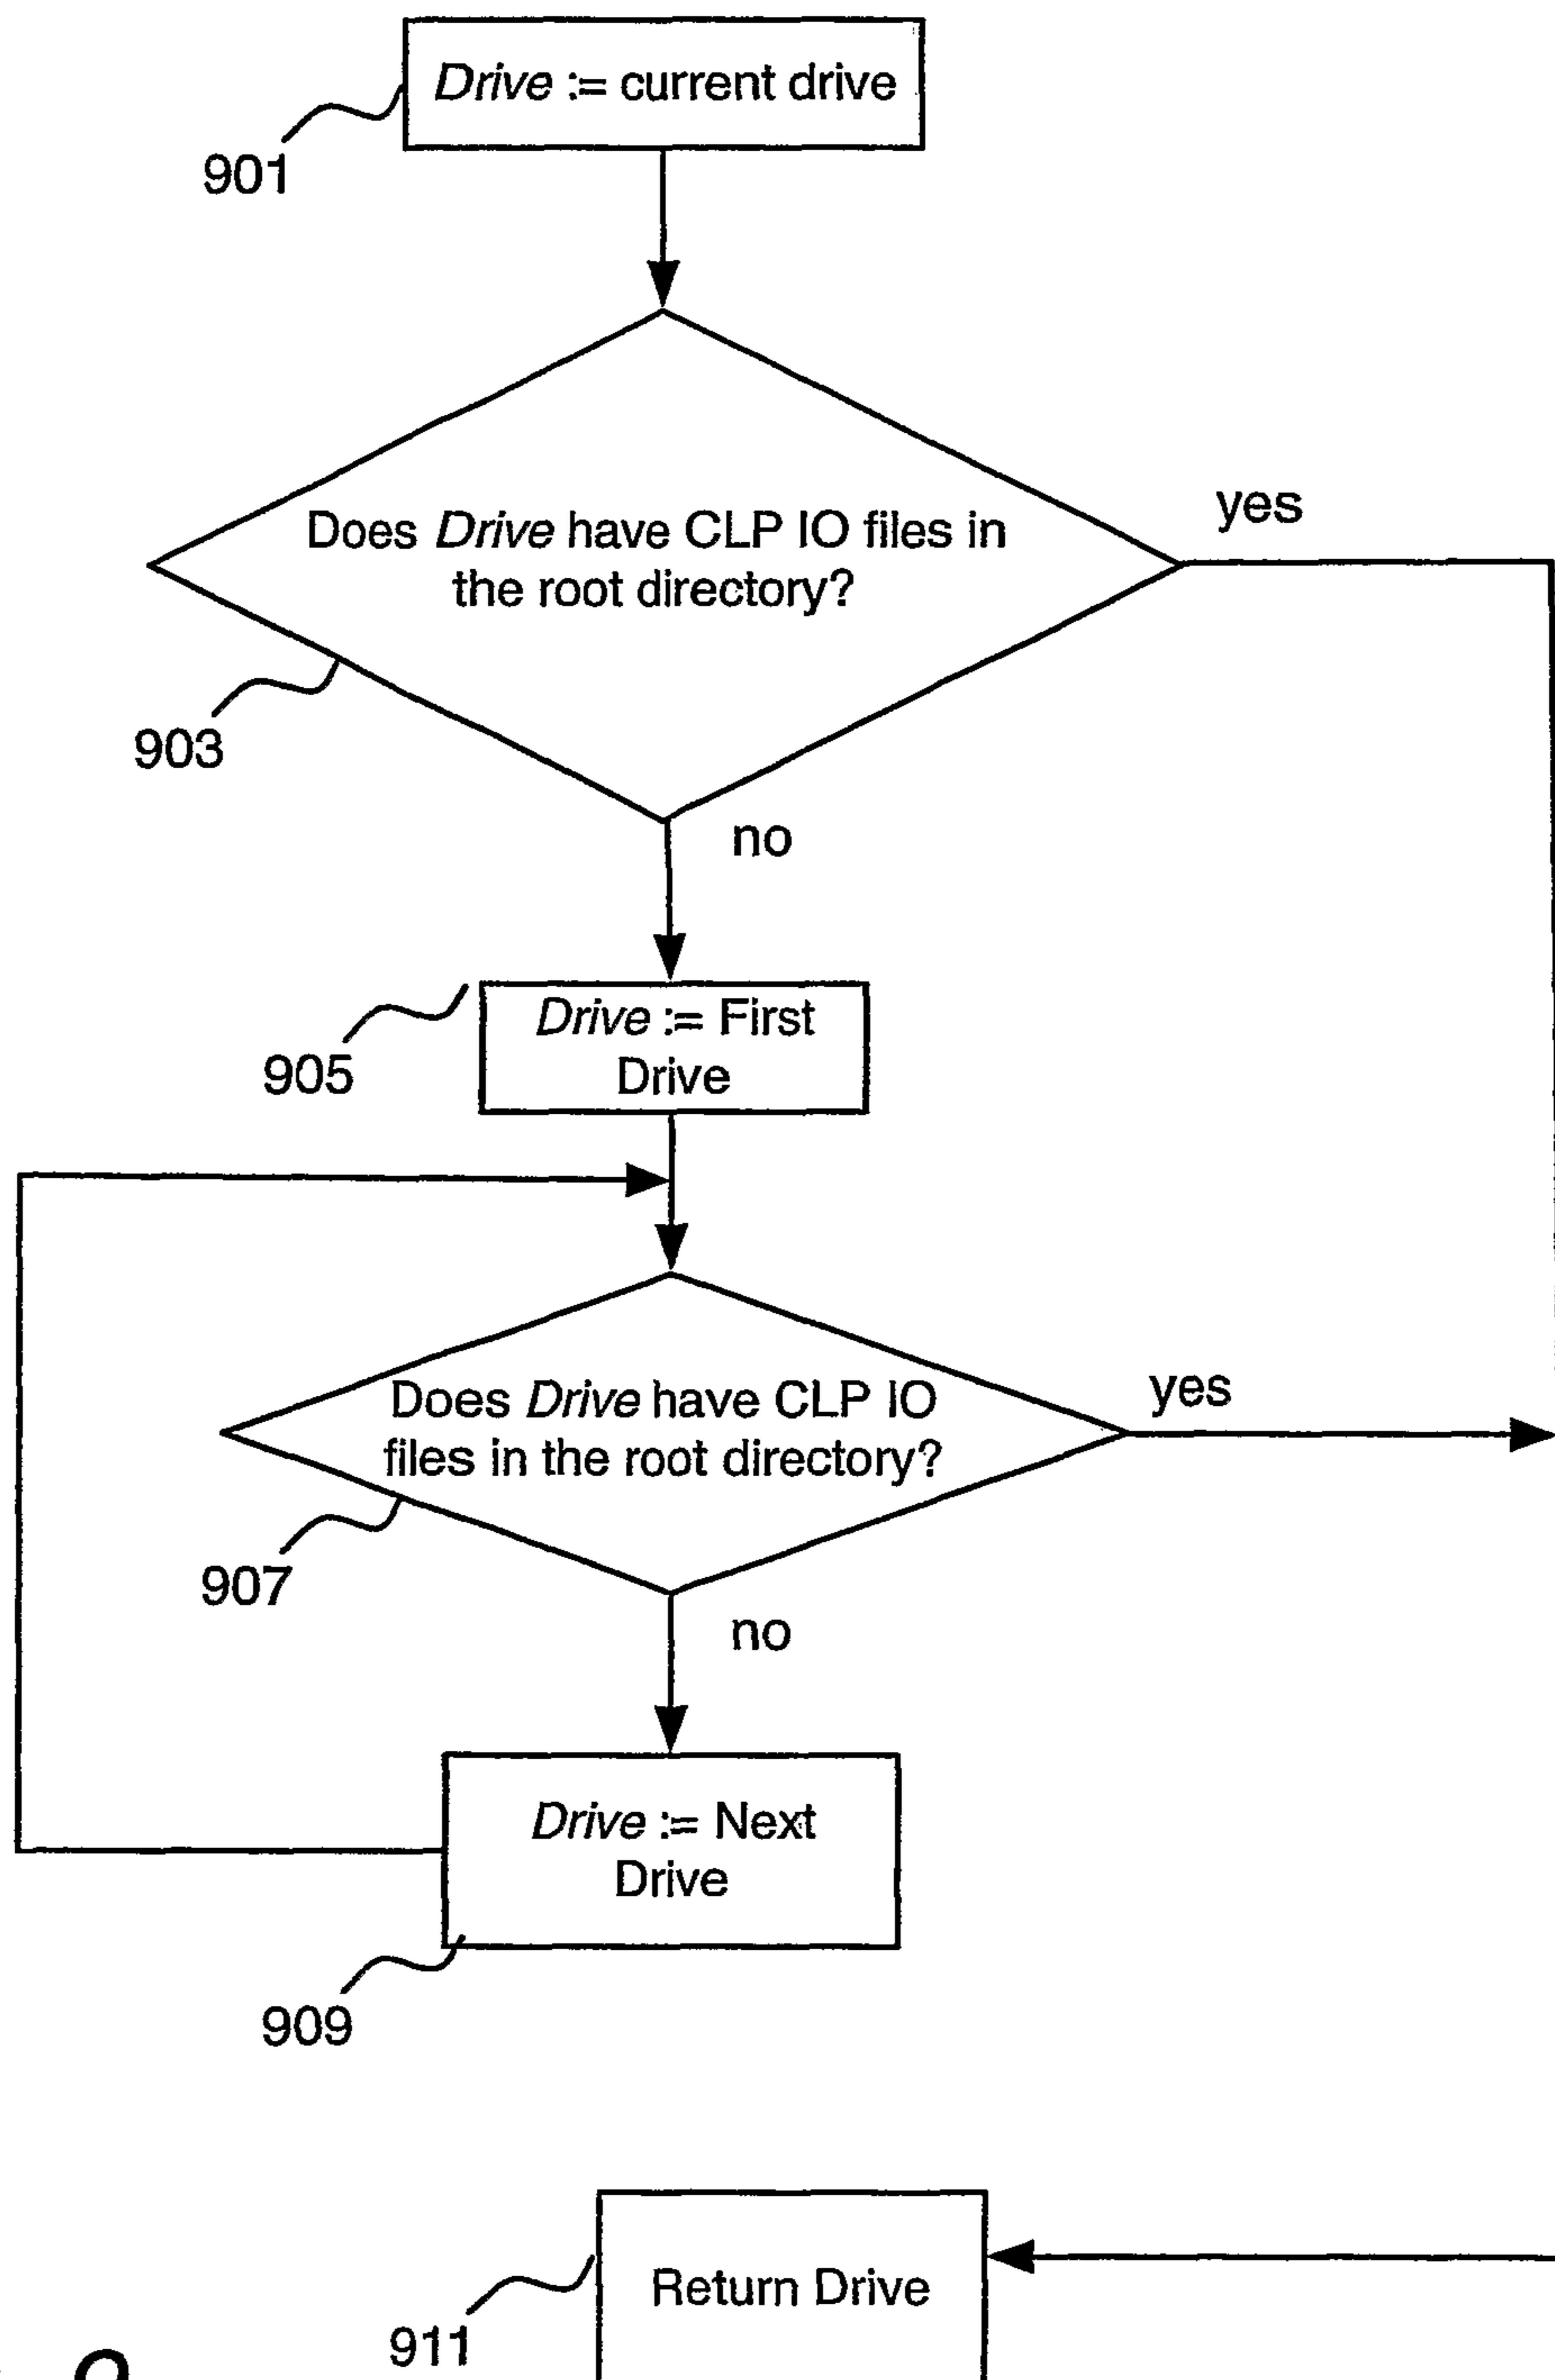 Drive := current drive
901
yes
Does Drive have CLP IO files in
the root directory?
903
no
Drive := First
Drive
905
yes
Does Drive have CLP IO
files in the root directory?
907
no
Drive := Next
Drive
909
Return Drive
911